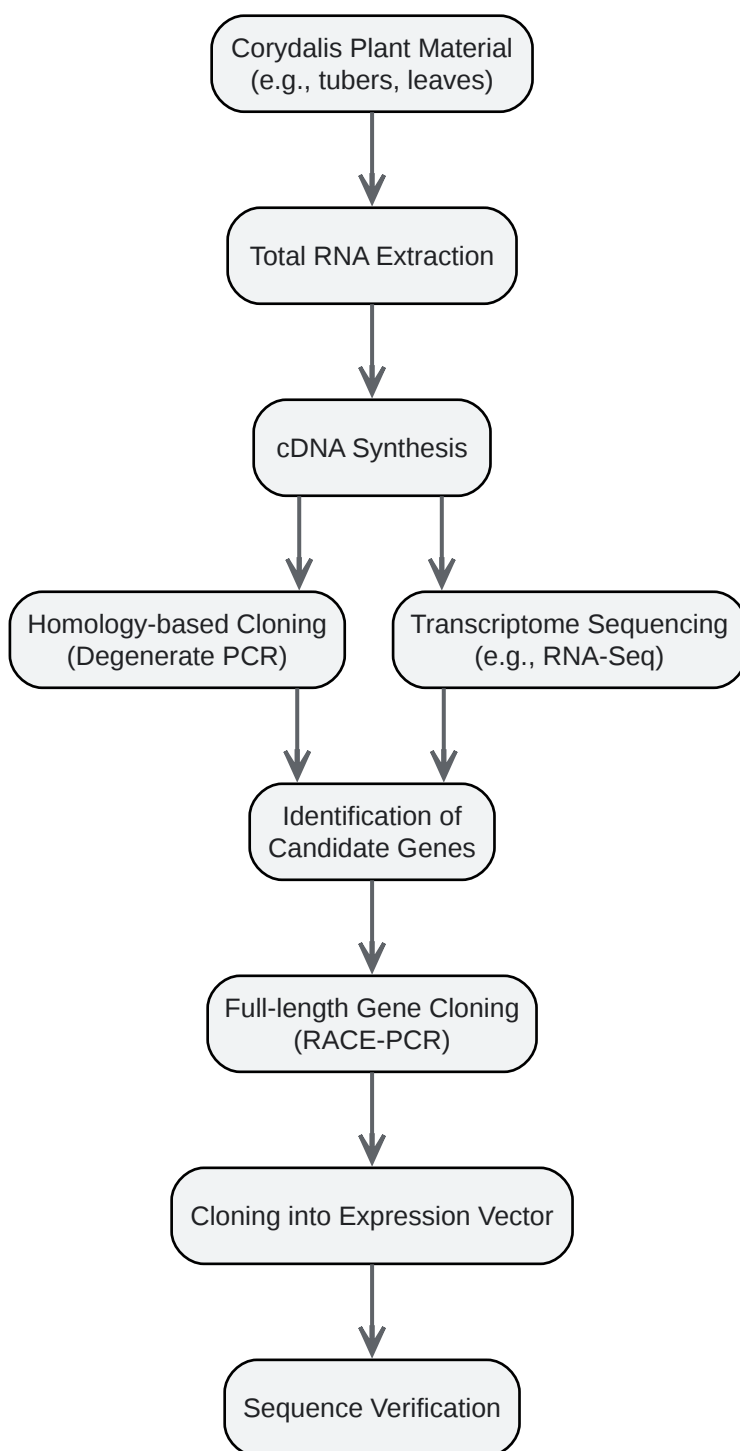 Corydalis Plant Material
(e.g., tubers, leaves)
Total RNA Extraction
cDNA Synthesis
Homology-based Cloning
(Degenerate PCR)
Transcriptome Sequencing
(e.g., RNA-Seq)
Identification of
Candidate Genes
Full-length Gene Cloning
(RACE-PCR)
Cloning into Expression Vector
Sequence Verification